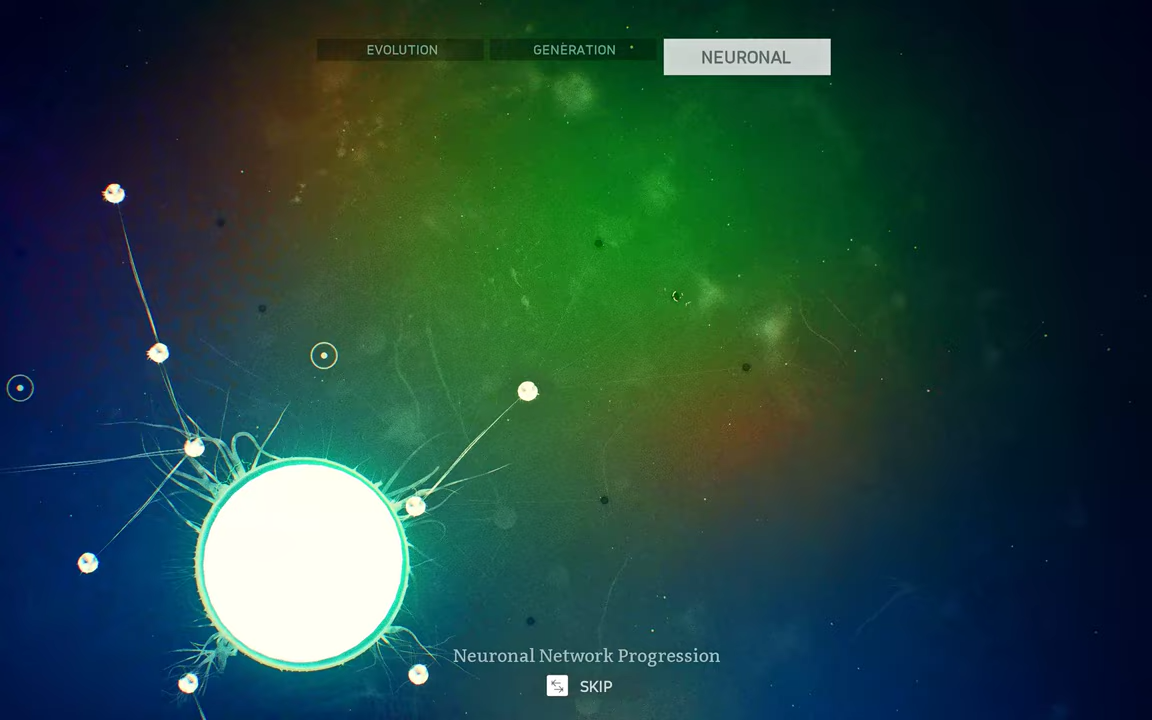 EVOLUTION
GENERATION
NEURONAL
Neuronal Network Progression
SKIP